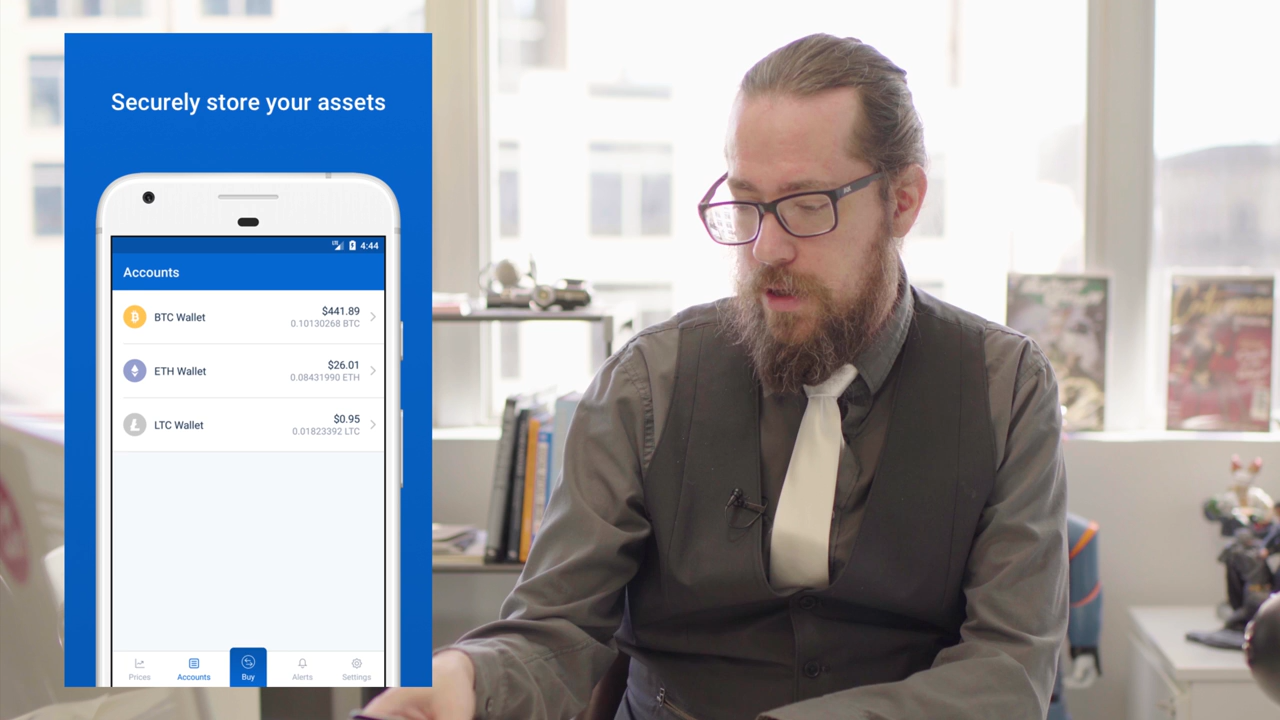 Securely store your assets
4:44
Accounts
BTC Wallet
$441.89
0.10130268 BTC
ETH Wallet
$26.01
0.08431990 ETH
LTC Wallet
$0.95
0.01823392 LTC
Prices
Accounts
Buy
Alerts
Settings